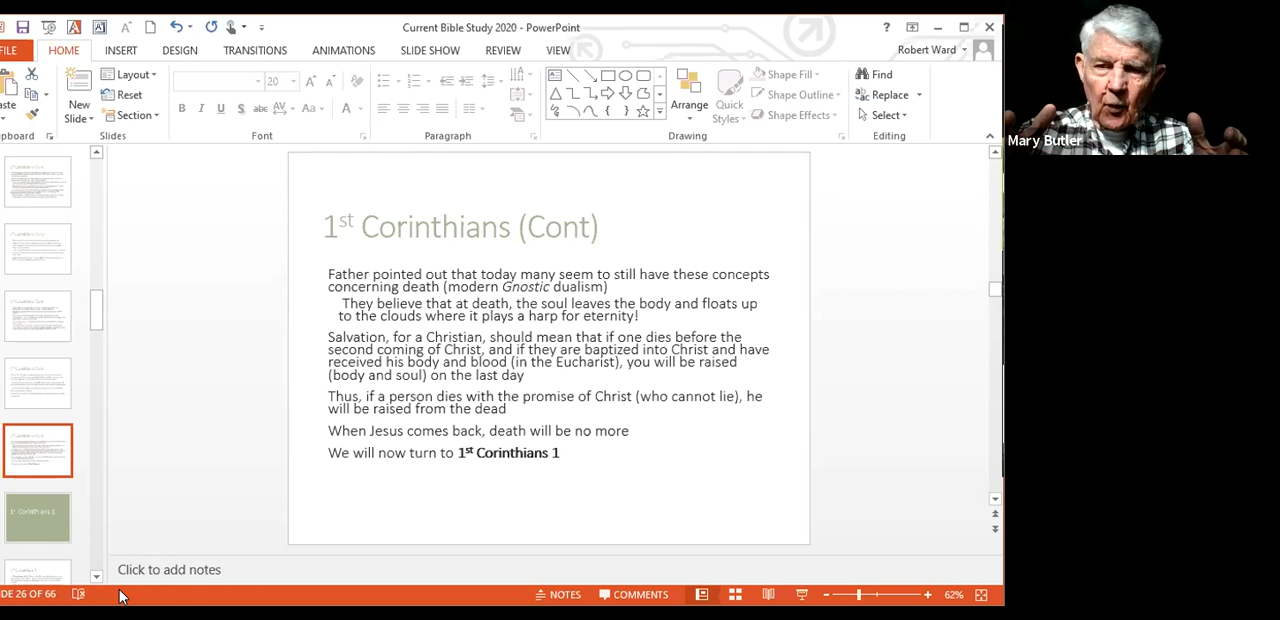 Current Bible Study 2020 - PowerPoint
?
FILE HOME INSERT DESIGN TRANSITIONS ANIMATIONS SLIDE SHOW REVIEW VIEW
Robert Ward
Layout
Reset
Section
New
Slide
20
B I U S abc AV Aa A
Arrange
Quick
Styles
Shape Fill
Shape Outline
Shape Effects
Find
Replace
Select
Slides Font Paragraph Drawing Editing
Mary Butler
1st Corinthians (Cont)
Father pointed out that today many seem to still have these concepts
concerning death (modern Gnostic dualism)
They believe that at death, the soul leaves the body and floats up
to the clouds where it plays a harp for eternity!
Salvation, for a Christian, should mean that if one dies before the
second coming of Christ, and if they are baptized into Christ and have
received his body and blood (in the Eucharist), you will be raised
(body and soul) on the last day
Thus, if a person dies with the promise of Christ (who cannot lie), he
will be raised from the dead
When Jesus comes back, death will be no more
We will now turn to 1st Corinthians 1
1st Corinthians 1
Click to add notes
DE 26 OF 66
NOTES COMMENTS 62%